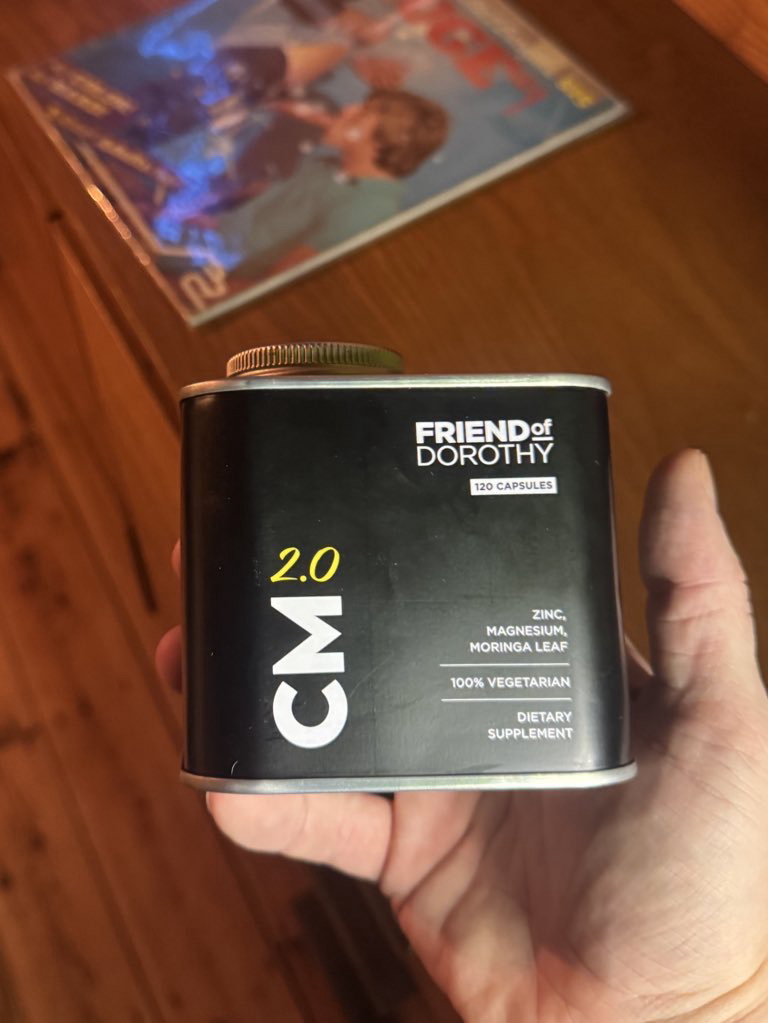 FRIEND of
DOROTHY
120 CAPSULES
2.0
CM
ZINC,
MAGNESIUM,
MORINGA LEAF
100% VEGETARIAN
DIETARY
SUPPLEMENT